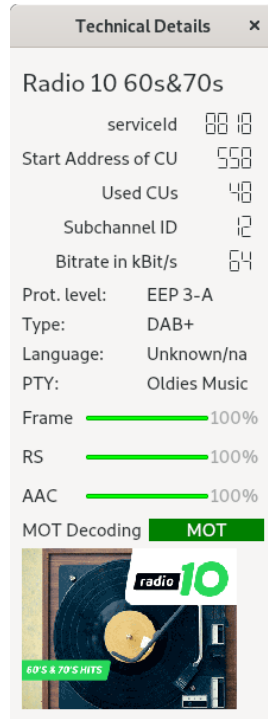 Technical Details ×
Radio 10 60s&70s
serviceId 8818
Start Address of CU 558
Used CUs 48
Subchannel ID 12
Bitrate in kBit/s 64
Prot. level: EEP 3-A
Type: DAB+
Language: Unknown/na
PTY: Oldies Music
Frame 100%
RS 100%
AAC 100%
MOT Decoding MOT
radio 10
60'S & 70'S HITS